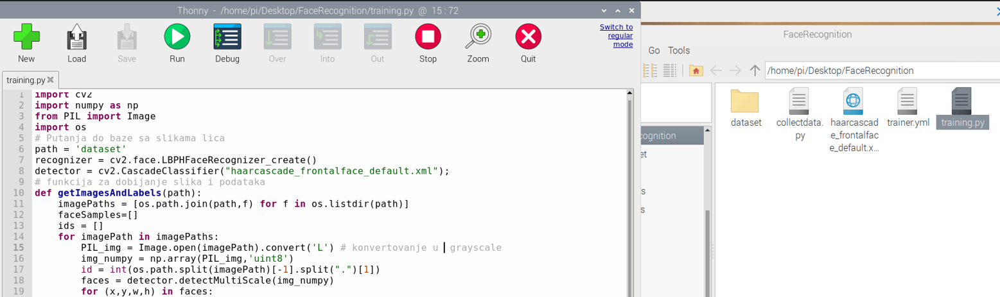 Thonny - /home/pi/Desktop/FaceRecognition/training.py @ 15 : 72
New
Load
Save
Run
Debug
Over
Into
Out
Stop
Zoom
Quit
Switch to
regular
mode
training.py
1 import cv2
2 import numpy as np
3 from PIL import Image
4 import os
5 # Putanja do baze sa slikama lica
6 path = 'dataset'
7 recognizer = cv2.face.LBPHFaceRecognizer_create()
8 detector = cv2.CascadeClassifier("haarcascade_frontalface_default.xml");
9 # funkcija za dobijanje slika i podataka
10 def getImagesAndLabels(path):
11 imagePaths = [os.path.join(path,f) for f in os.listdir(path)]
12 faceSamples=[]
13 ids = []
14 for imagePath in imagePaths:
15 PIL_img = Image.open(imagePath).convert('L') # konvertovanje u grayscale
16 img_numpy = np.array(PIL_img,'uint8')
17 id = int(os.path.split(imagePath)[-1].split(".")[1])
18 faces = detector.detectMultiScale(img_numpy)
19 for (x,y,w,h) in faces:
FaceRecognition
Go Tools
/home/pi/Desktop/FaceRecognition
cognition
et
s
s
dataset
collectdata.
py
haarcascad
e_frontalfac
e_default.x...
trainer.yml
training.py